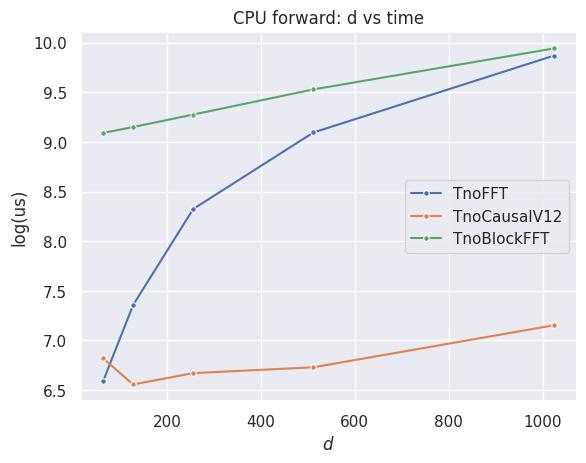 CPU forward: d vs time
10.0
9.5
9.0
8.5
8.0
7.5
7.0
6.5
log(us)
TnoFFT
TnoCausalV12
TnoBlockFFT
200 400 600 800 1000
d